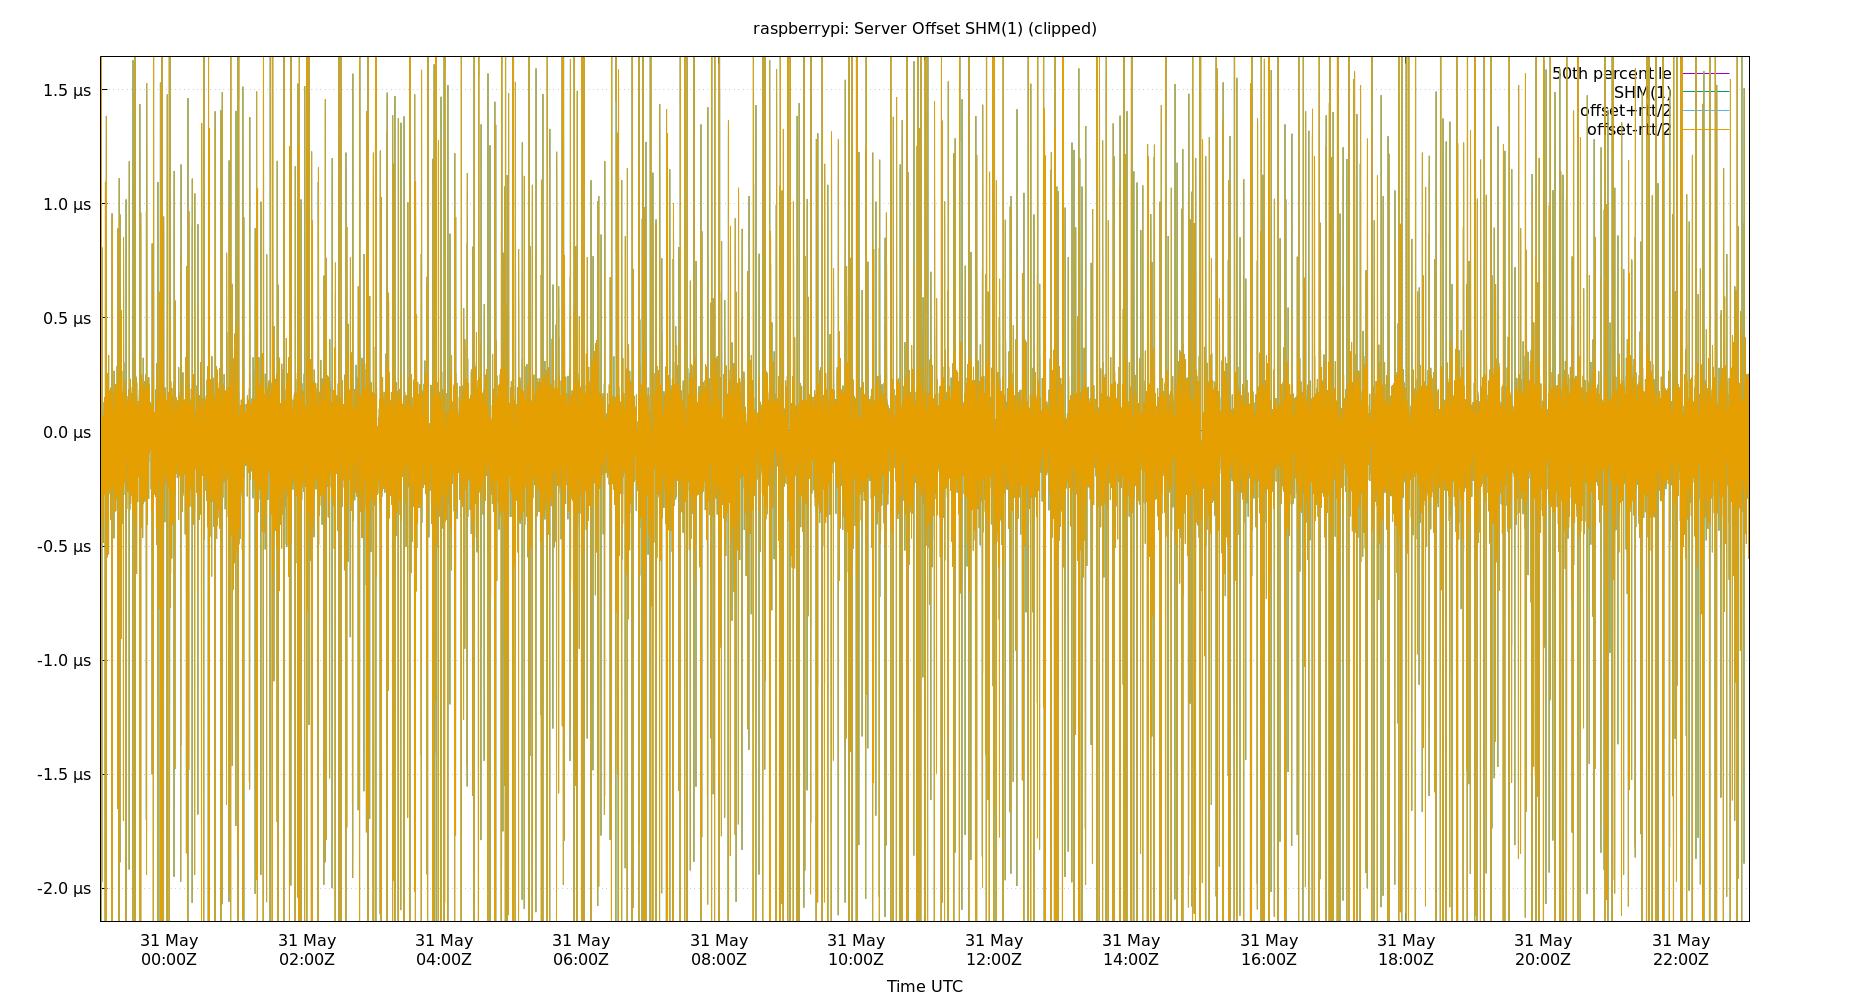 raspberrypi: Server Offset SHM(1) (clipped)
1.5 µs
1.0 µs
0.5 µs
0.0 µs
-0.5 µs
-1.0 µs
-1.5 µs
-2.0 µs
50th percentile
SHM(1)
offset+rtt/2
offset-rtt/2
31 May 31 May 31 May 31 May 31 May 31 May 31 May 31 May 31 May 31 May 31 May 31 May
00:00Z 02:00Z 04:00Z 06:00Z 08:00Z 10:00Z 12:00Z 14:00Z 16:00Z 18:00Z 20:00Z 22:00Z
Time UTC